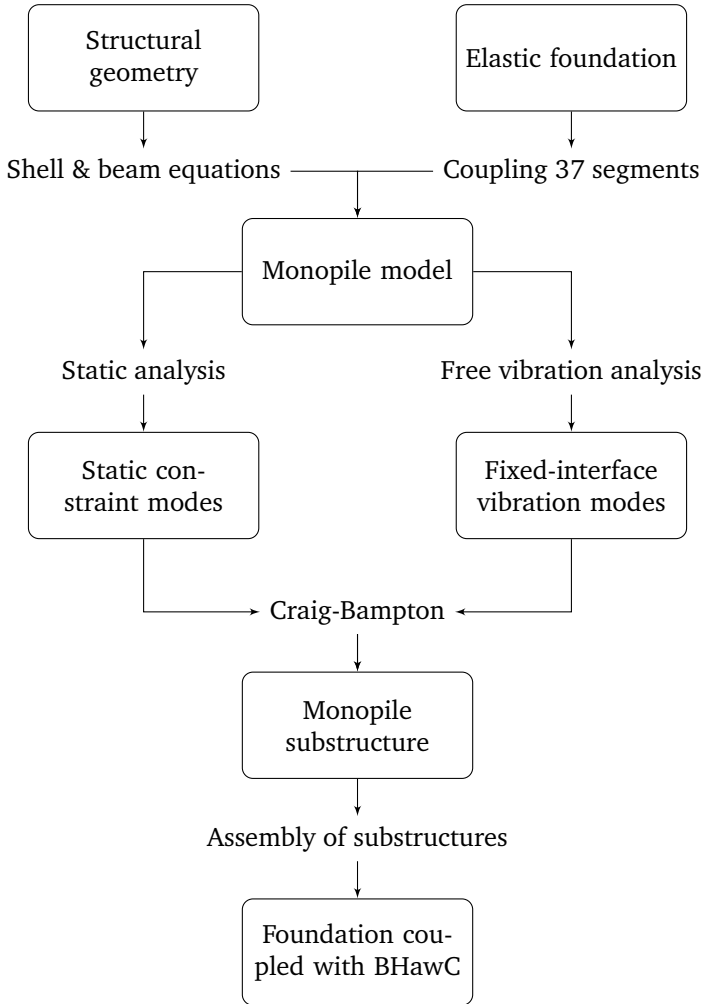 Structural
geometry
Elastic foundation
Shell & beam equations
Coupling 37 segments
Monopile model
Static analysis
Free vibration analysis
Static con-
straint modes
Fixed-interface
vibration modes
Craig-Bampton
Monopile
substructure
Assembly of substructures
Foundation cou-
pled with BHawC